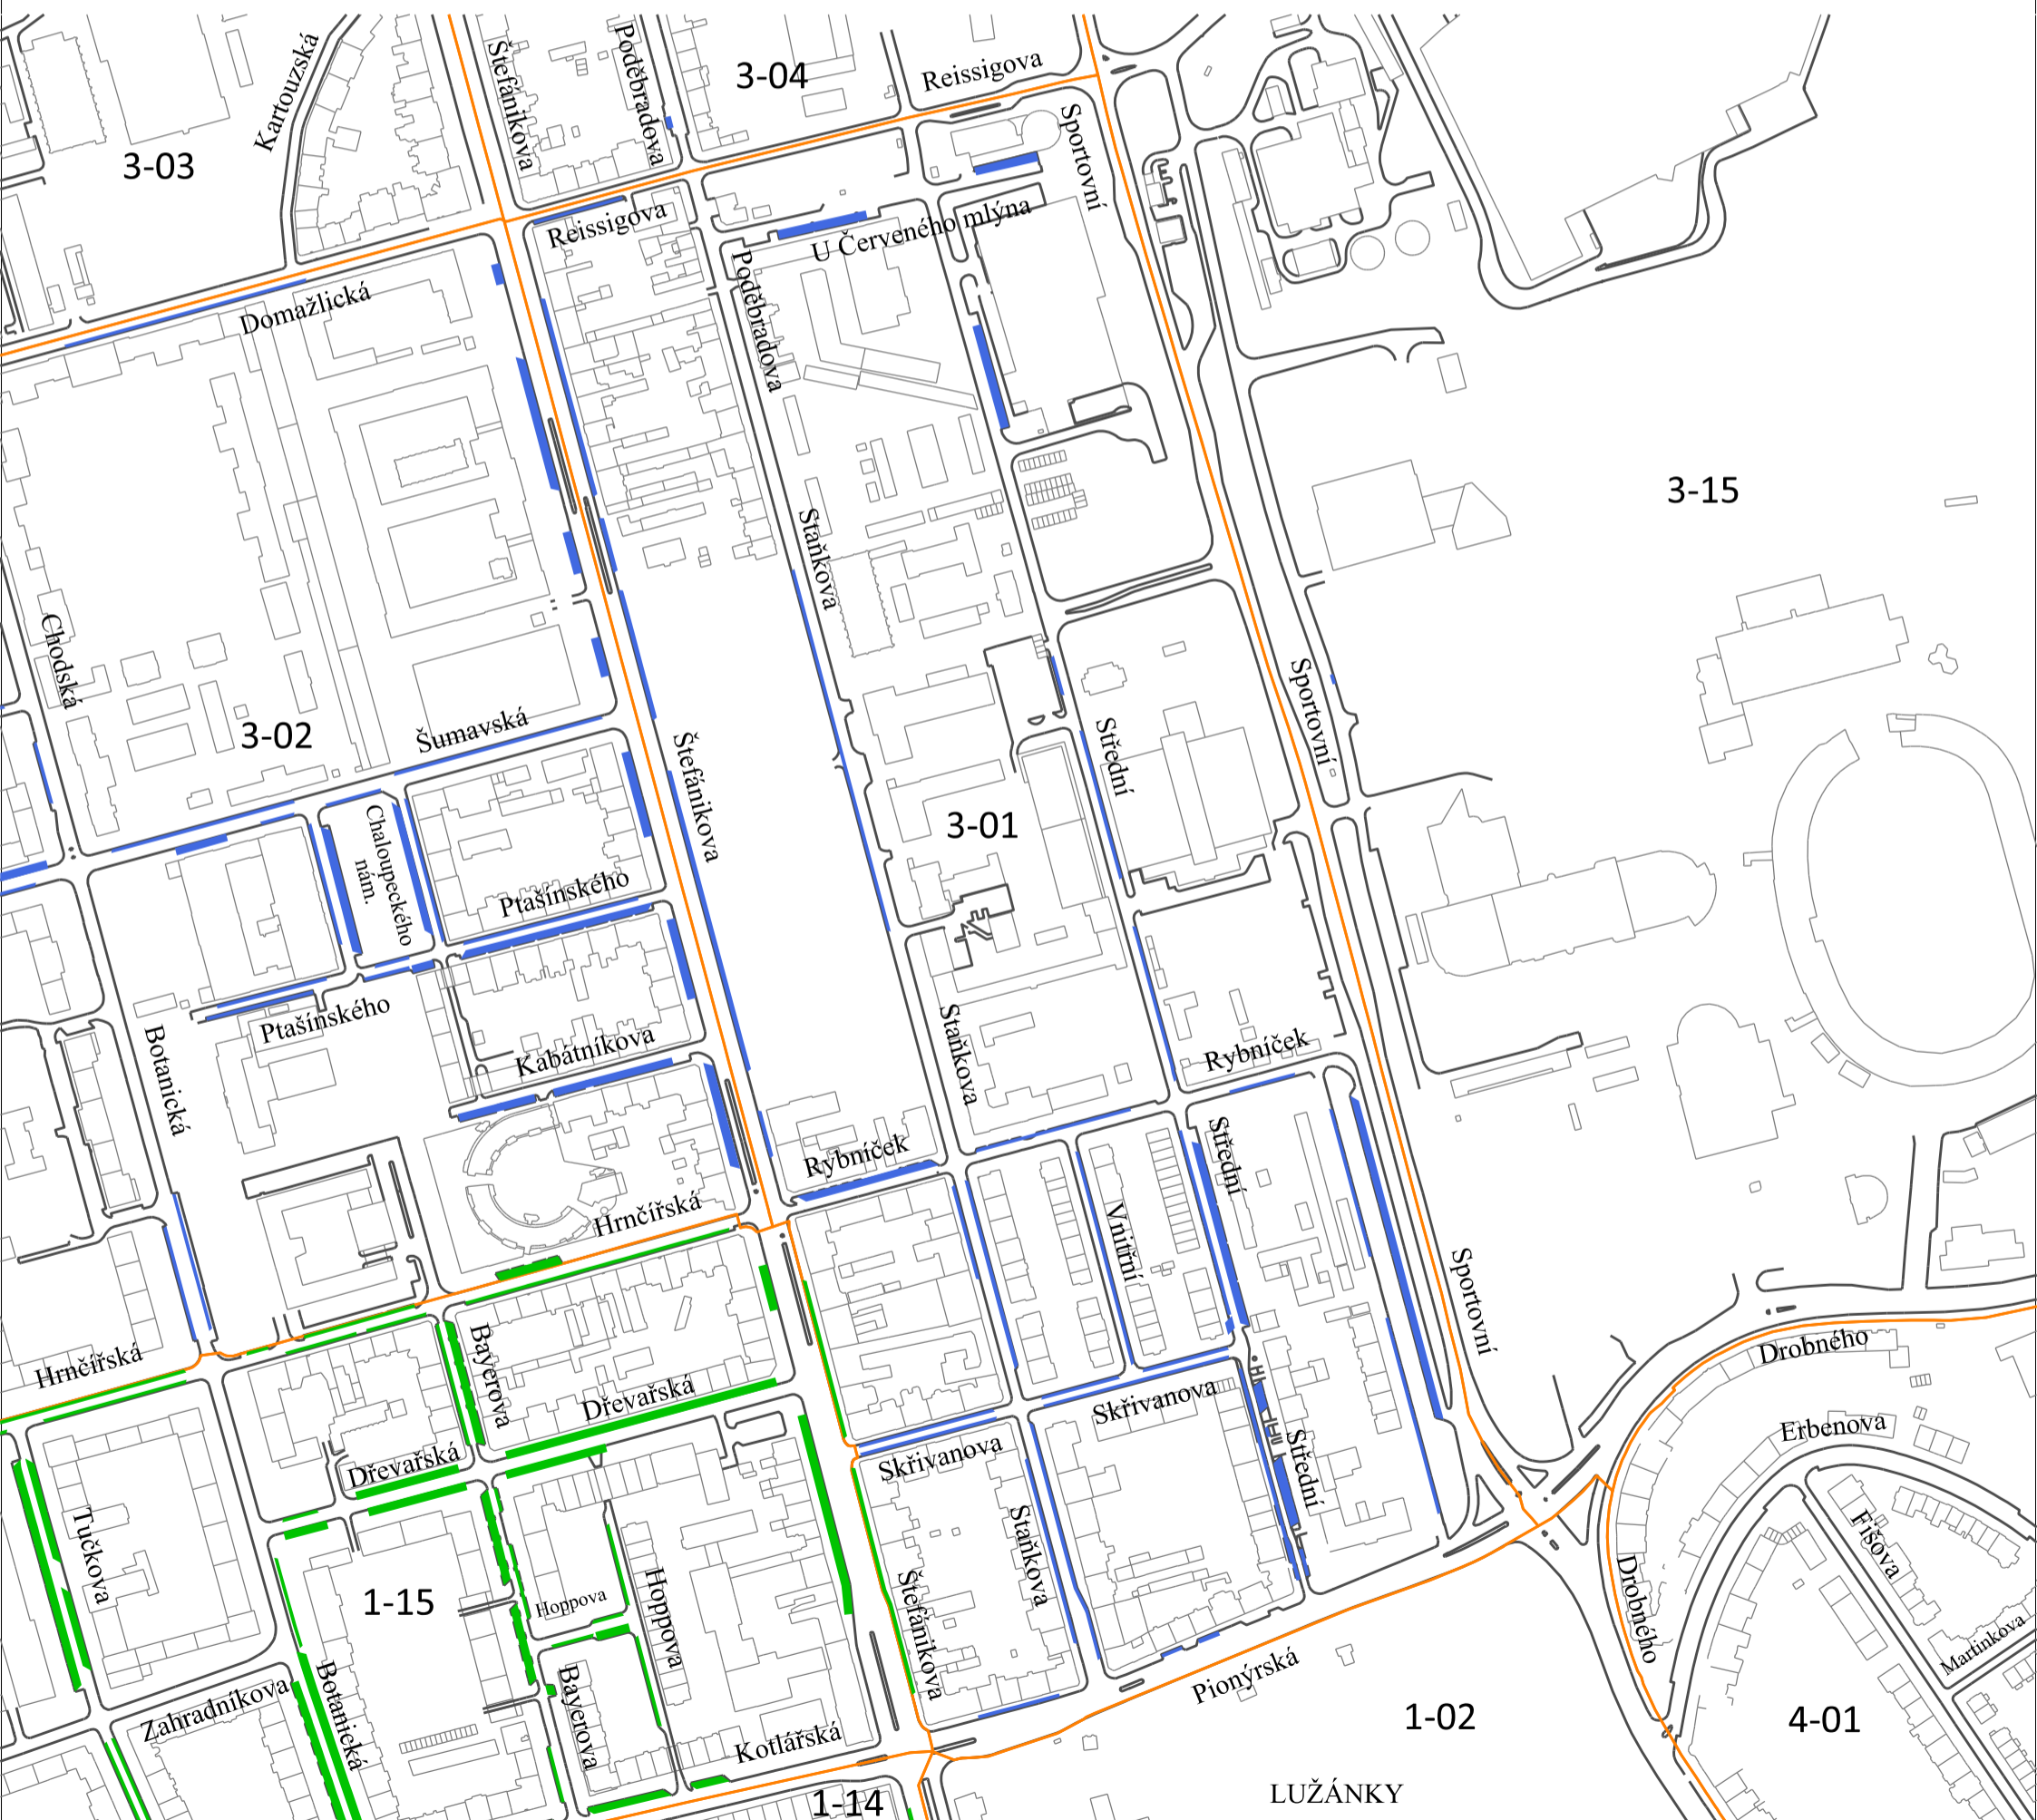 Kartouzská
Štefánikova
Poděbradova
3-04
Reissigova
3-03
Sportovní
Reissigova
U Červeného mlýna
Domažlická
Poděbradova
3-15
Staňkova
Chodská
3-02
Šumavská
Štefánikova
Střední
Sportovní
Chaloupeckého
nám.
3-01
Ptašínského
Ptašínského
Botanická
Kabátníkova
Staňkova
Rybníček
Rybníček
Střední
Hrnčířská
Vnitřní
Sportovní
Hrnčířská
Bayerova
Drobného
Dřevařská
Skřivanova
Erbenova
Dřevařská
Skřivanova
Střední
Tučkova
Staňkova
Fišova
1-15
Hoppova
Hoppova
Štefánikova
Drobného
Martinkova
Zahradníkova
Botanická
Bayerova
Pionýrská
Kotlářská
1-02
4-01
1-14
LUŽÁNKY